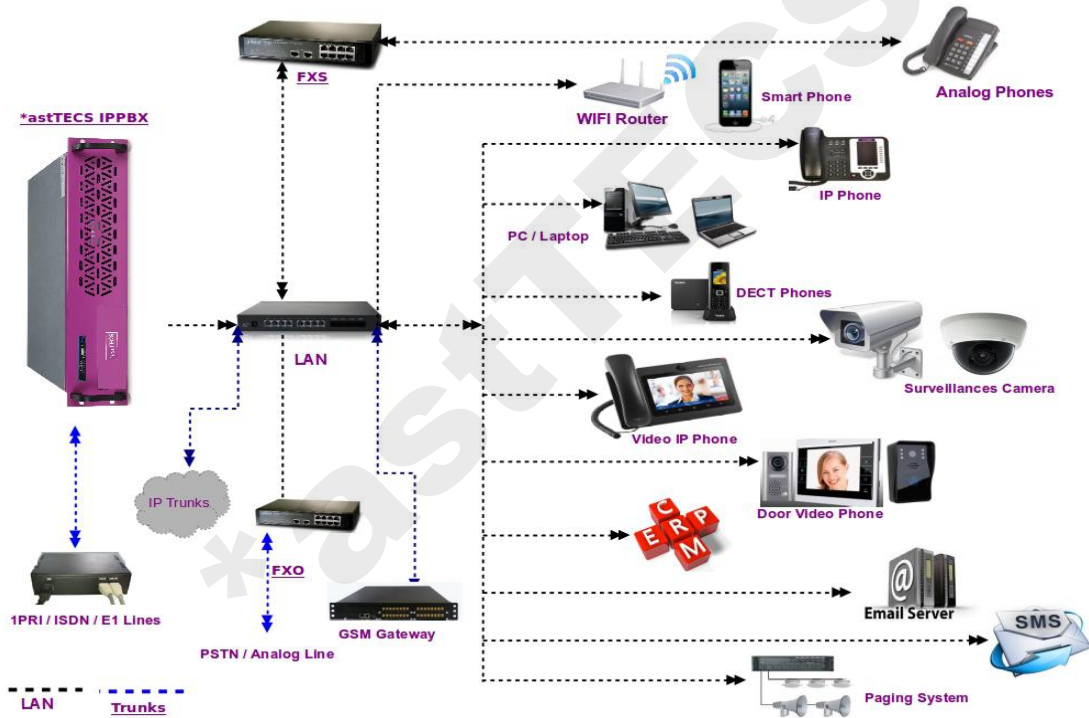 FXS
Analog Phones
WIFI Router
Smart Phone
*astTECS IPPBX
IP Phone
PC / Laptop
DECT Phones
LAN
Surveillances Camera
Video IP Phone
IP Trunks
Door Video Phone
C
ERP
M
FXO
@
Email Server
1PRI / ISDN / E1 Lines
GSM Gateway
SMS
PSTN / Analog Line
Paging System
LAN
Trunks
*astTECS